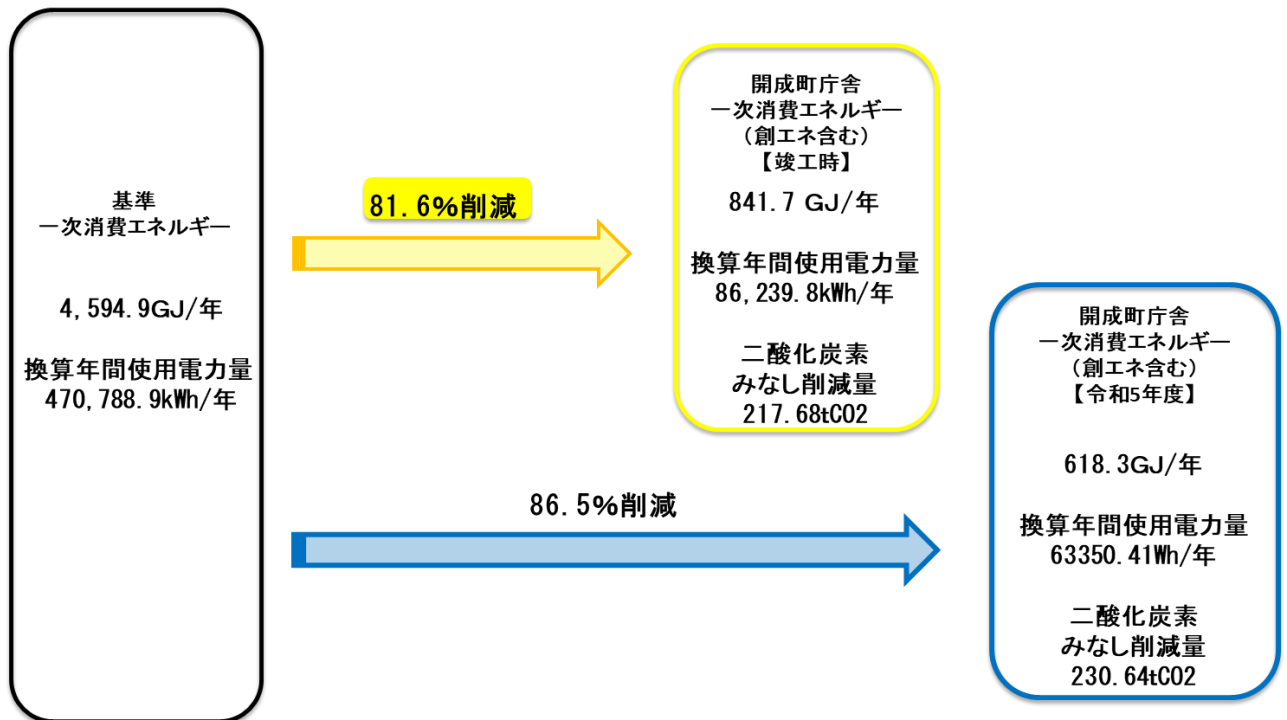 基準
一次消費エネルギー
4,594.9GJ/年
換算年間使用電力量
470,788.9kWh/年
81.6%削減
開成町庁舎
一次消費エネルギー
(創エネ含む)
【竣工時】
841.7 GJ/年
換算年間使用電力量
86,239.8kWh/年
二酸化炭素
みなし削減量
217.68tCO2
86.5%削減
開成町庁舎
一次消費エネルギー
(創エネ含む)
【令和5年度】
618.3GJ/年
換算年間使用電力量
63350.41Wh/年
二酸化炭素
みなし削減量
230.64tCO2